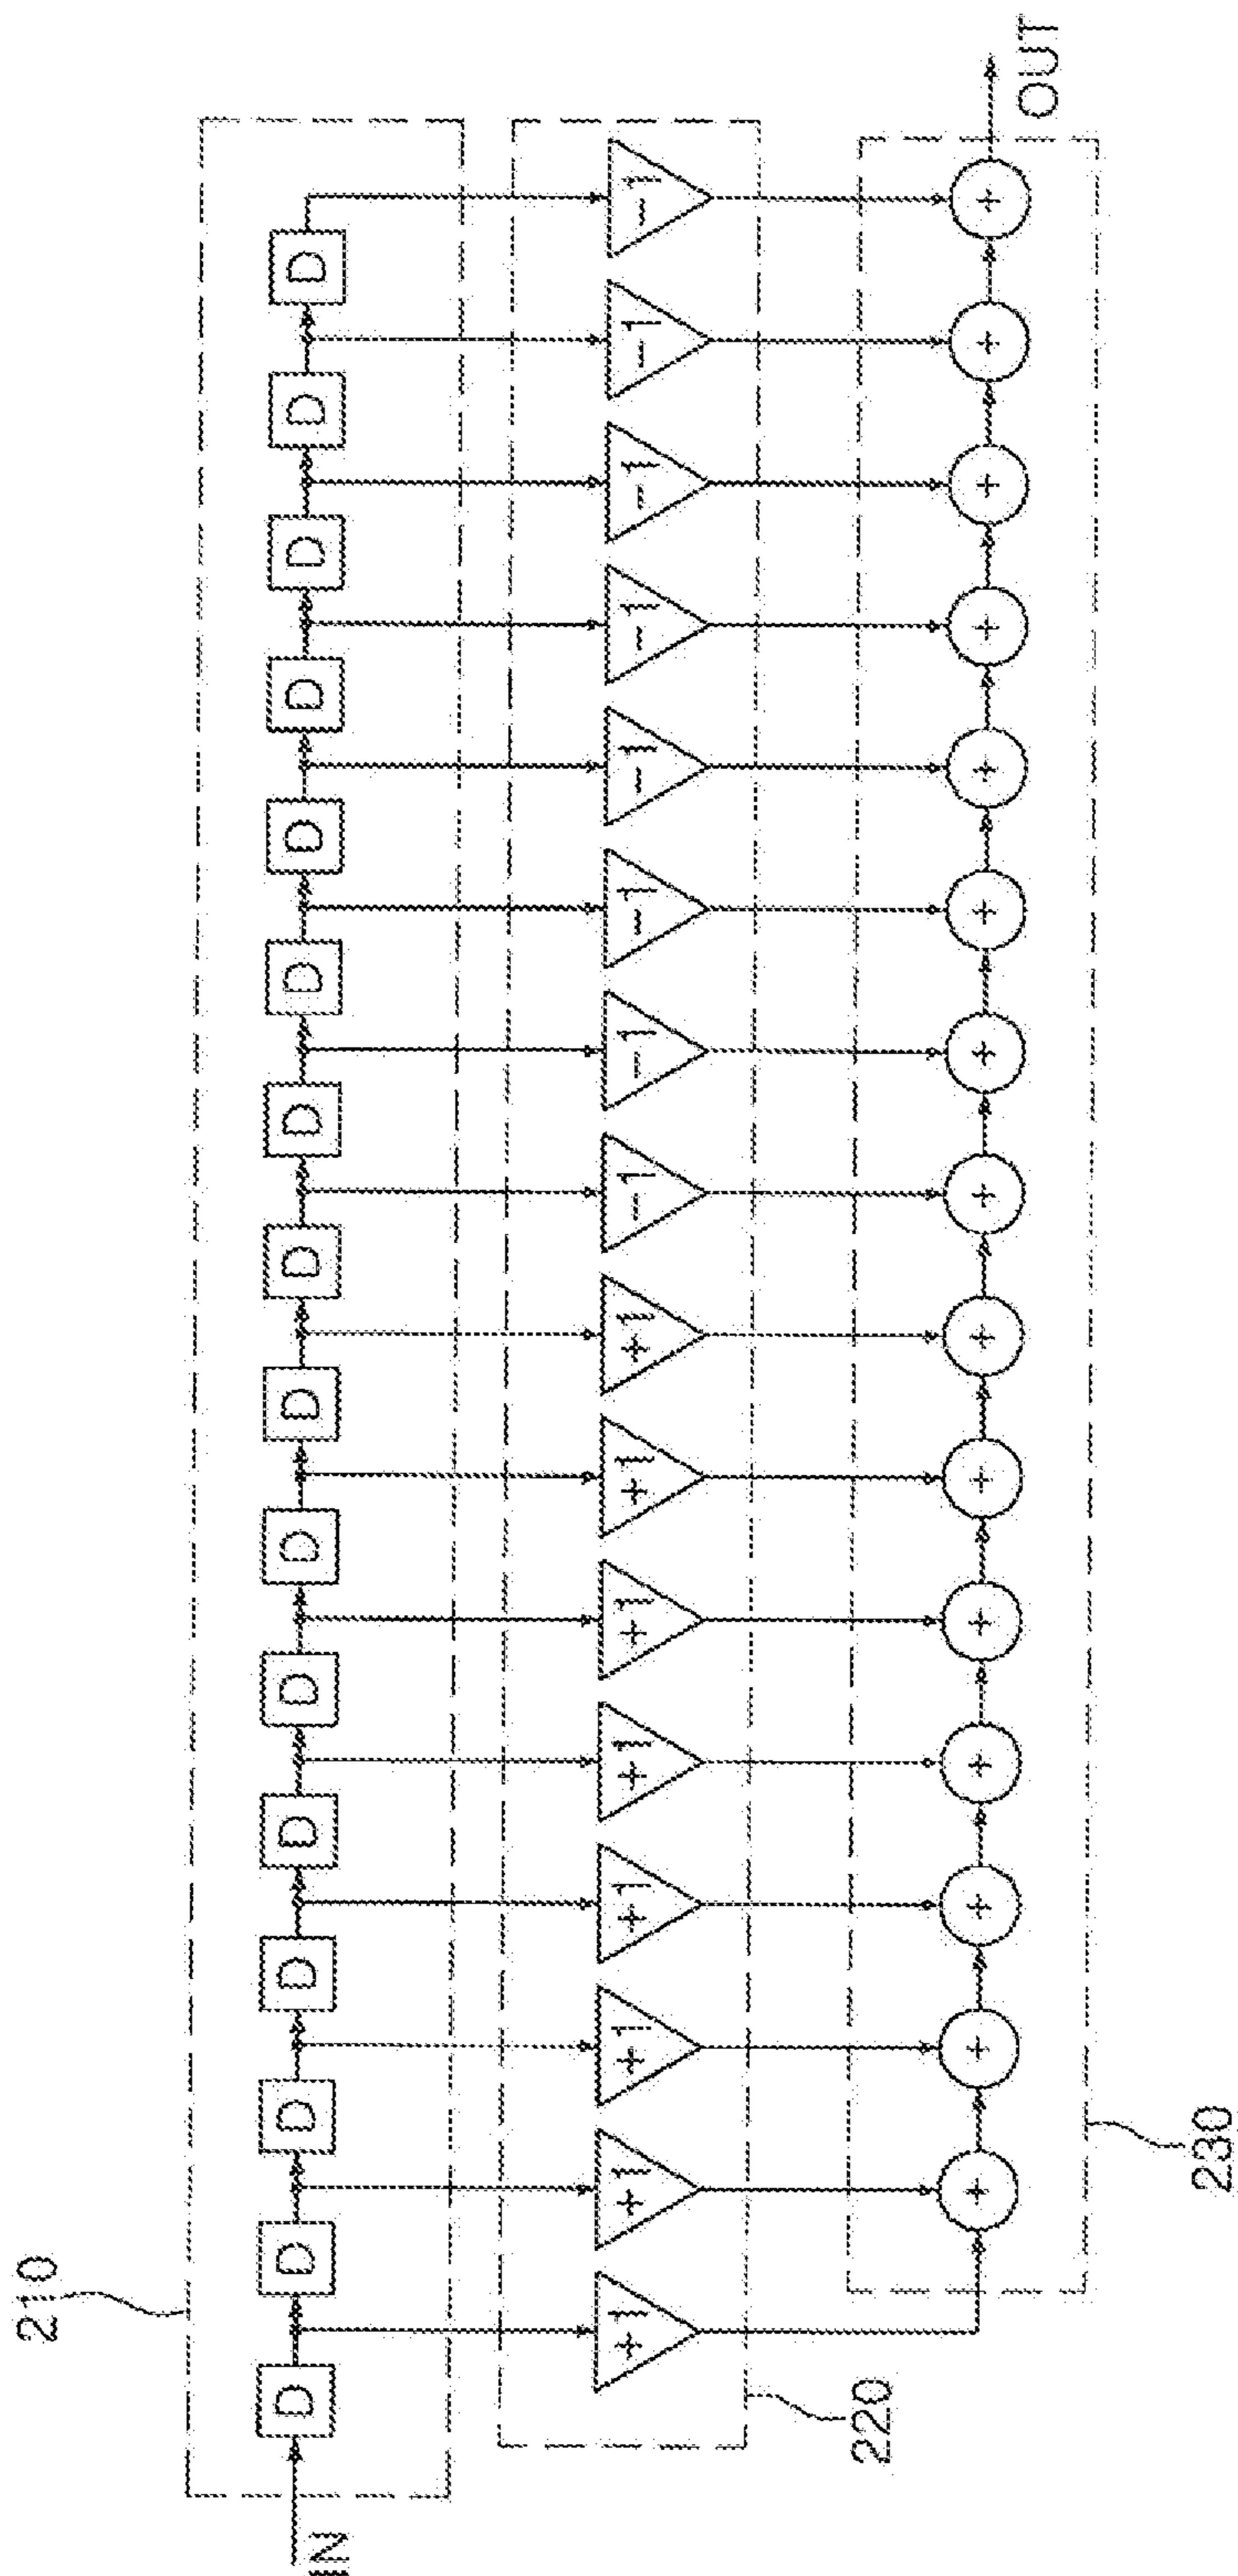 210
D D D D D D D D D D D D D D D D
IN
+1 +1 +1 +1 +1 +1 +1 +1 -1 -1 -1 -1 -1 -1 -1 -1
220
+ + + + + + + + + + + + + + +
OUT
230